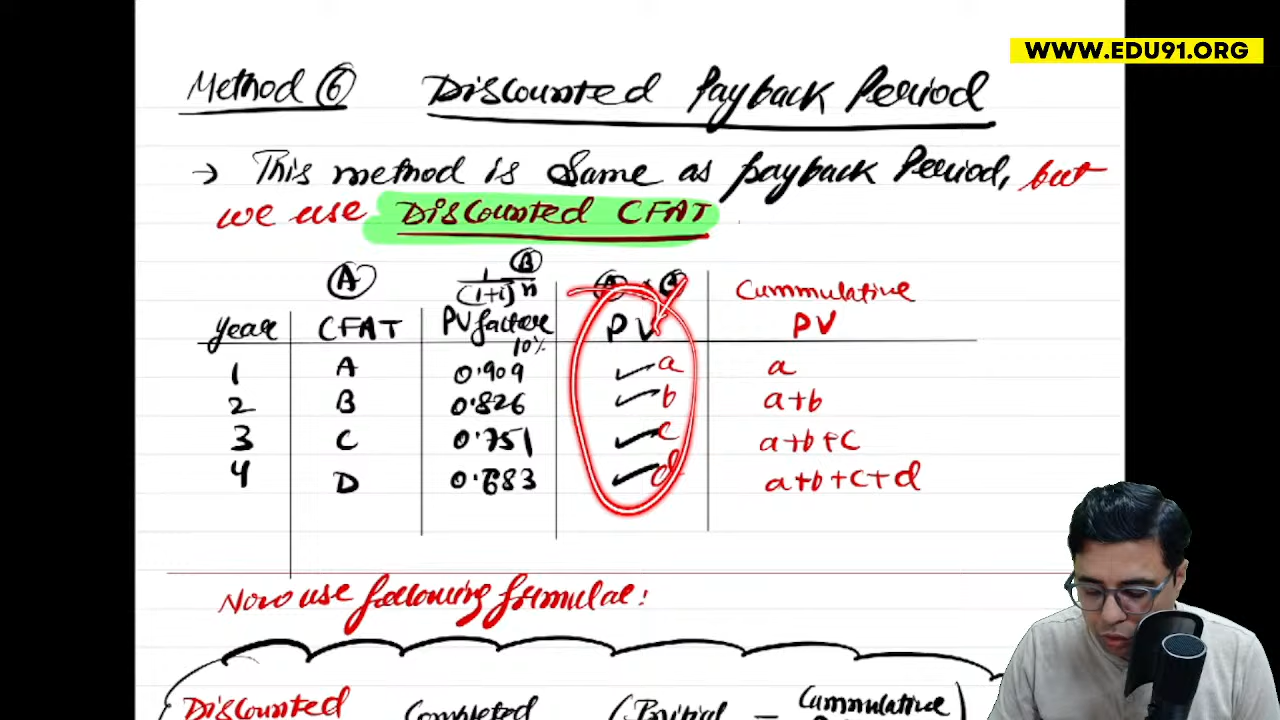 WWW.EDU91.ORG
Method ⑥ Discounted Payback Period
→ This method is Same as payback Period, but
we use Discounted CFAT
Ⓐ 1/(1+i)^n Ⓑ
Cummulative
year CFAT PV factore PV PV
10%
1 A 0.909 a a
2 B 0.826 b a+b
3 C 0.751 c a+b+c
4 D 0.683 d a+b+c+d
Now use following formulae:
Discounted Completed (Initial - Cummulative